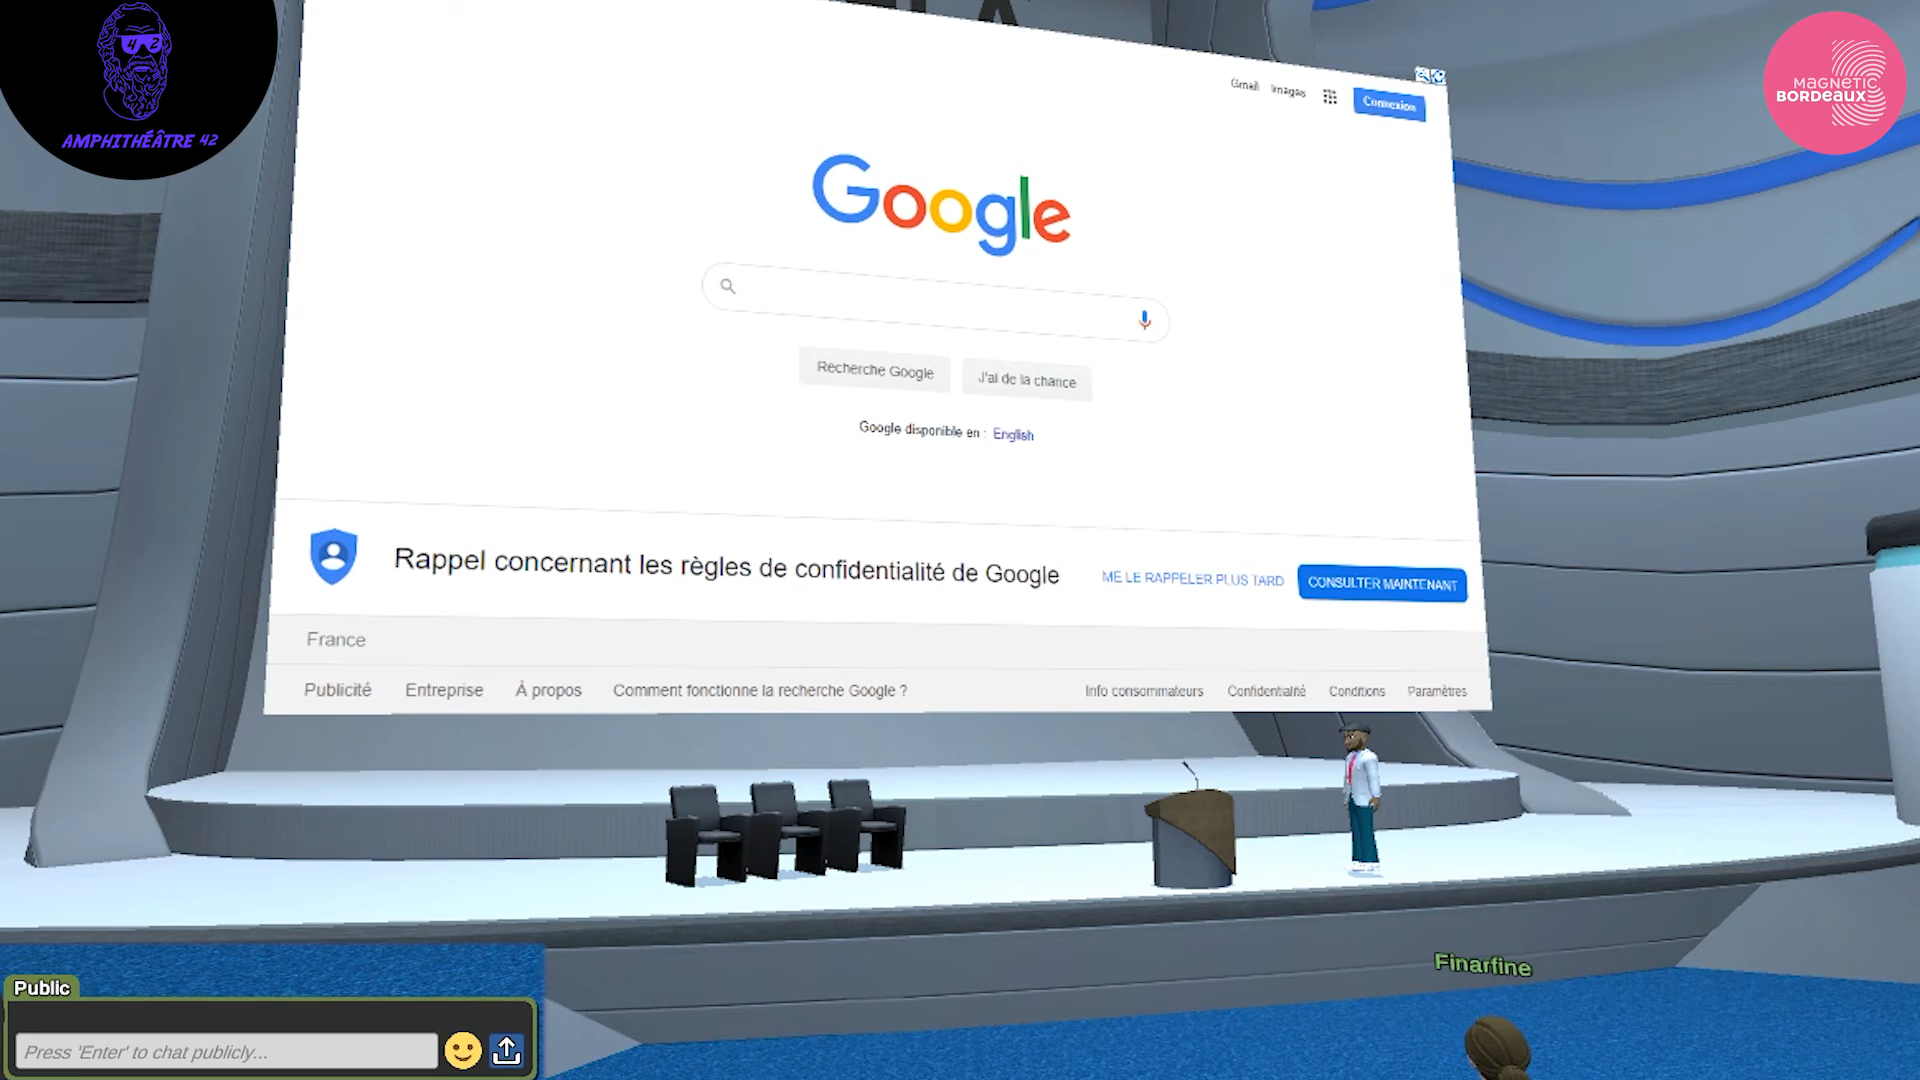 42
AMPHITHÉÂTRE 42
MAGNETIC
BORDEAUX
Gmail Images
Connexion
Google
Recherche Google
J'ai de la chance
Google disponible en : English
Rappel concernant les règles de confidentialité de Google
ME LE RAPPELER PLUS TARD
CONSULTER MAINTENANT
France
Publicité Entreprise À propos Comment fonctionne la recherche Google ?
Info consommateurs Confidentialité Conditions Paramètres
Finarfine
Public
Press 'Enter' to chat publicly...